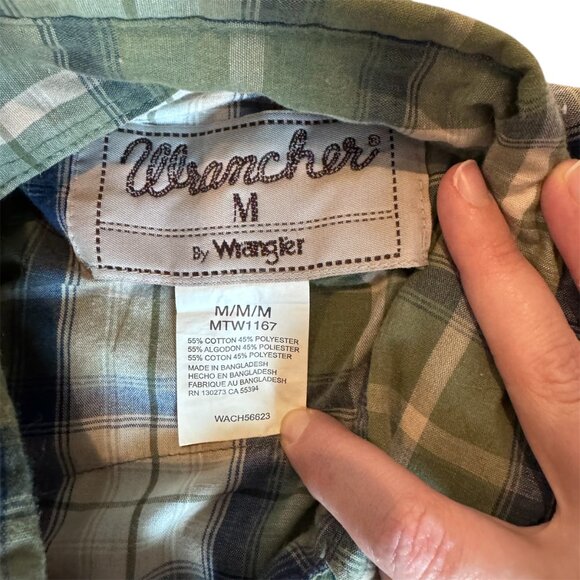 Wrancher®
M
By Wrangler
M/M/M
MTW1167
55% COTTON 45% POLYESTER
55% ALGODON 45% POLIESTER
55% COTON 45% POLYESTER
MADE IN BANGLADESH
HECHO EN BANGLADESH
FABRIQUE AU BANGLADESH
RN 130273 CA 55394
WACH56623